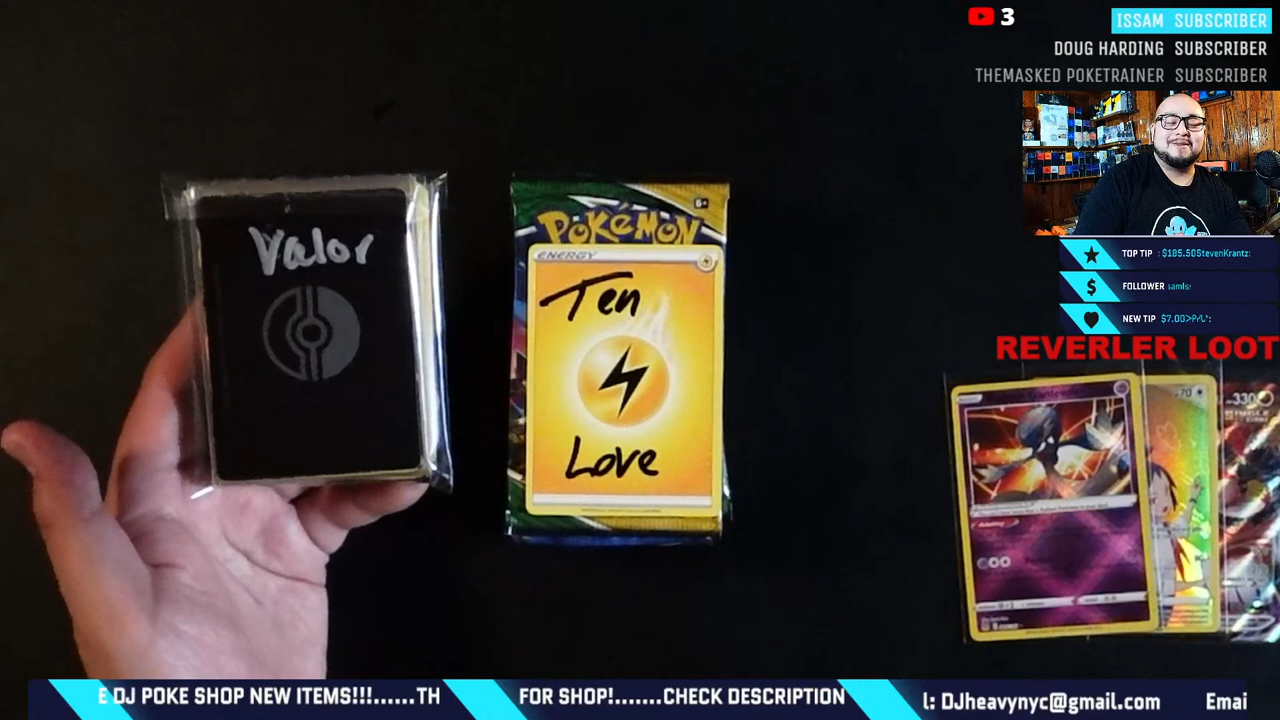 3
ISSAM SUBSCRIBER
DOUG HARDING SUBSCRIBER
THEMASKED POKETRAINER SUBSCRIBER
Valor
POKéMON
ENERGY
Ten
Love
TOP TIP : $185.50StevenKrantz:
FOLLOWER samls
NEW TIP
REVERLER LOOT
70
330
E DJ POKE SHOP NEW ITEMS!!!......TH
FOR SHOP!.......CHECK DESCRIPTION
l: DJheavynyc@gmail.com
Emai